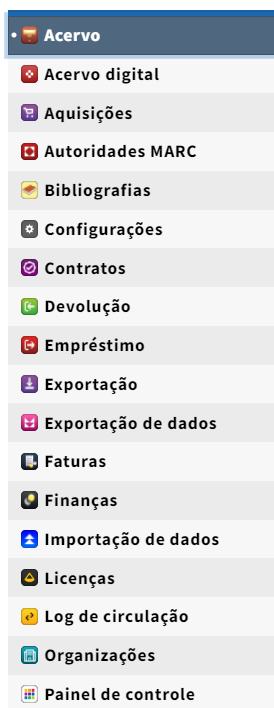 Acervo
Acervo digital
Aquisições
Autoridades MARC
Bibliografias
Configurações
Contratos
Devolução
Empréstimo
Exportação
Exportação de dados
Faturas
Finanças
Importação de dados
Licenças
Log de circulação
Organizações
Painel de controle